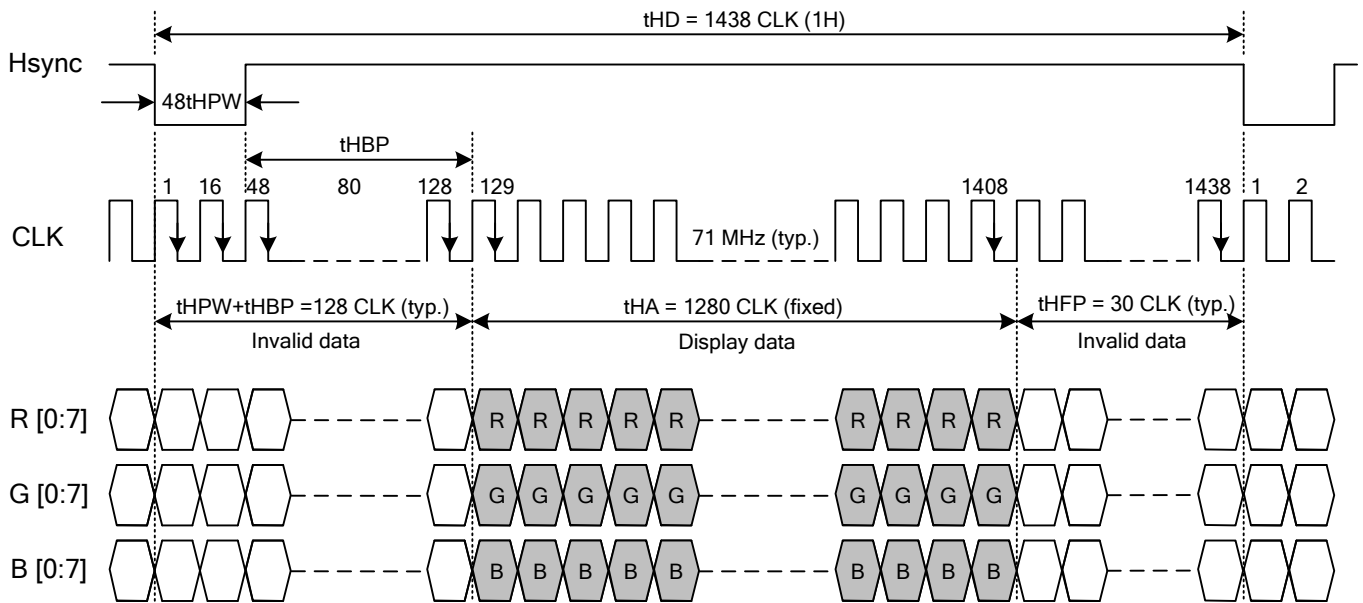 tHD = 1438 CLK (1H)
Hsync
48tHPW
tHBP
1 16 48 80 128 129 1408 1438 1 2
CLK
71 MHz (typ.)
tHPW+tHBP =128 CLK (typ.) tHA = 1280 CLK (fixed) tHFP = 30 CLK (typ.)
Invalid data Display data Invalid data
R [0:7] R R R R R R R R R
G [0:7] G G G G G G G G G
B [0:7] B B B B B B B B B